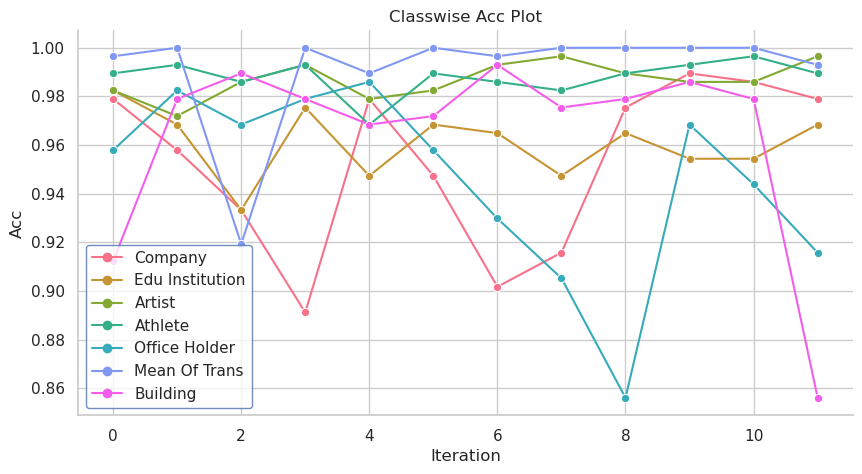 Classwise Acc Plot
1.00
0.98
0.96
0.94
0.92
0.90
0.88
0.86
Acc
Company
Edu Institution
Artist
Athlete
Office Holder
Mean Of Trans
Building
0 2 4 6 8 10
Iteration